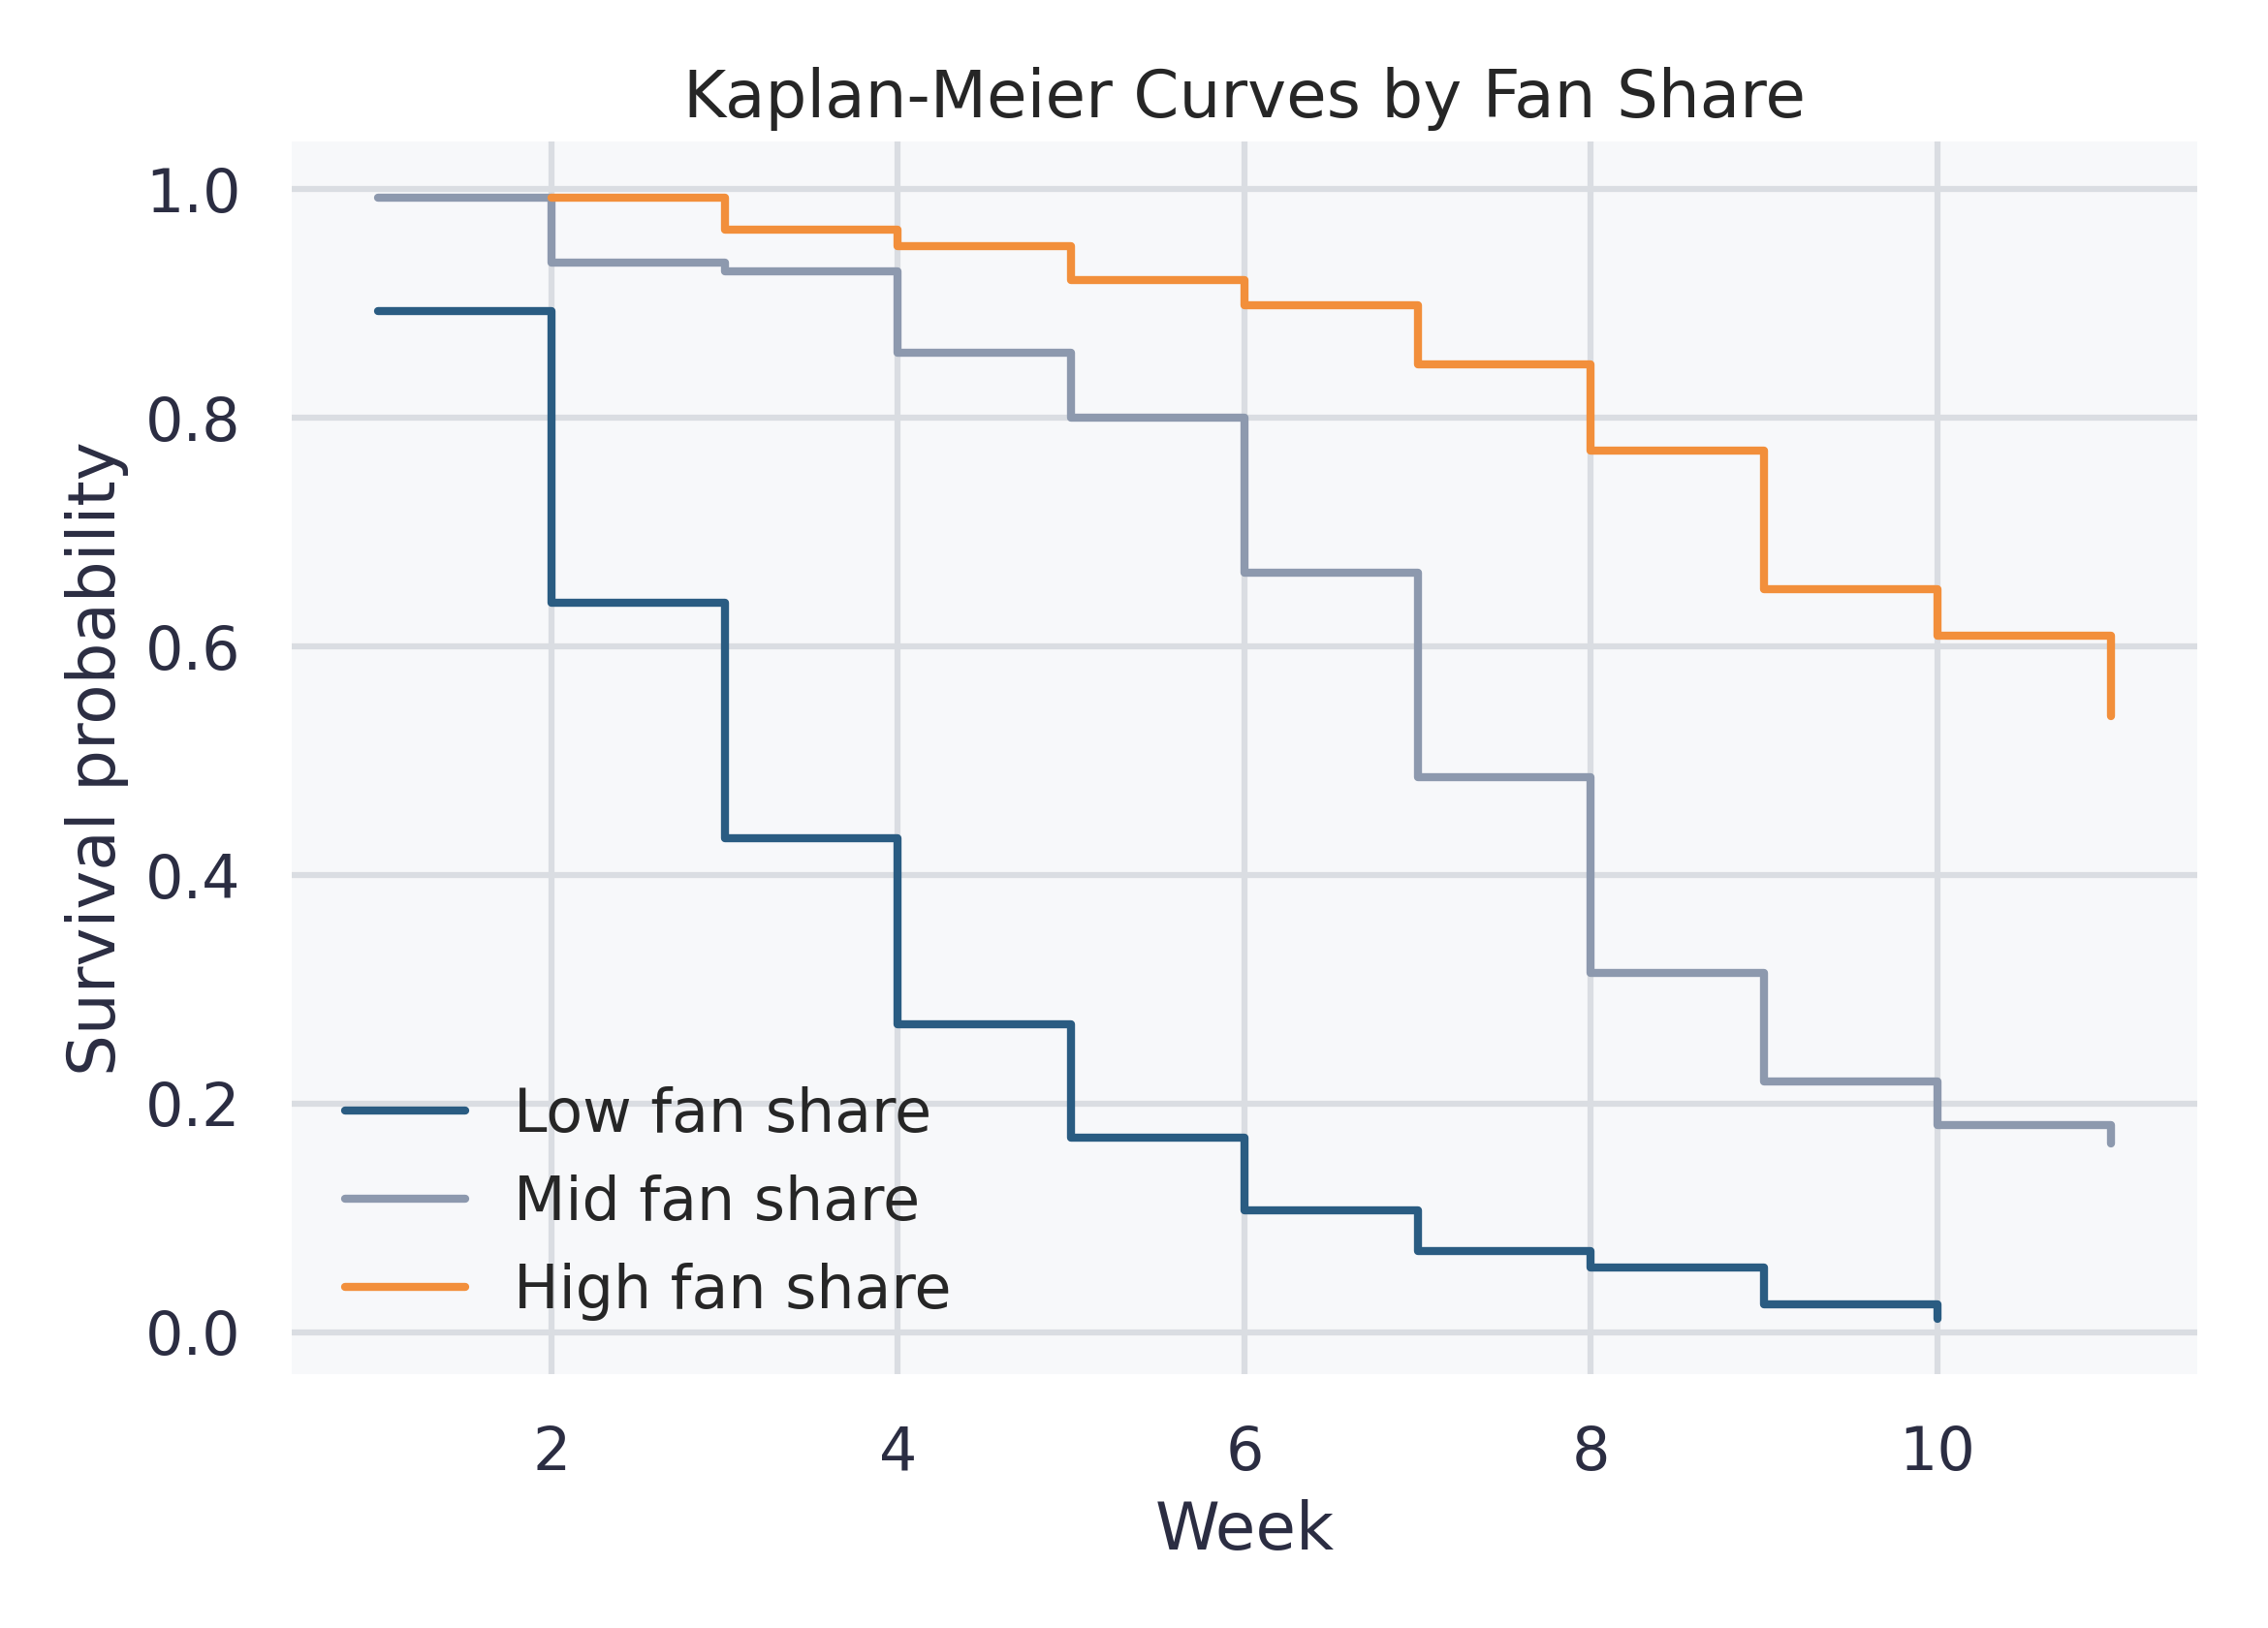 Kaplan-Meier Curves by Fan Share
1.0
0.8
0.6
0.4
0.2
0.0
Survival probability
Low fan share
Mid fan share
High fan share
2 4 6 8 10
Week